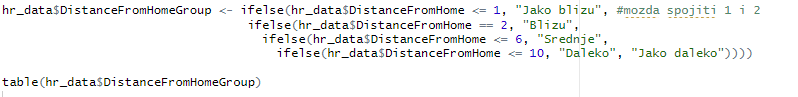 hr_data$DistanceFromHomeGroup <- ifelse(hr_data$DistanceFromHome <= 1, "Jako blizu", #mozda spojiti 1 i 2
ifelse(hr_data$DistanceFromHome == 2, "Blizu",
ifelse(hr_data$DistanceFromHome <= 6, "Srednje",
ifelse(hr_data$DistanceFromHome <= 10, "Daleko", "Jako daleko"))))
table(hr_data$DistanceFromHomeGroup)